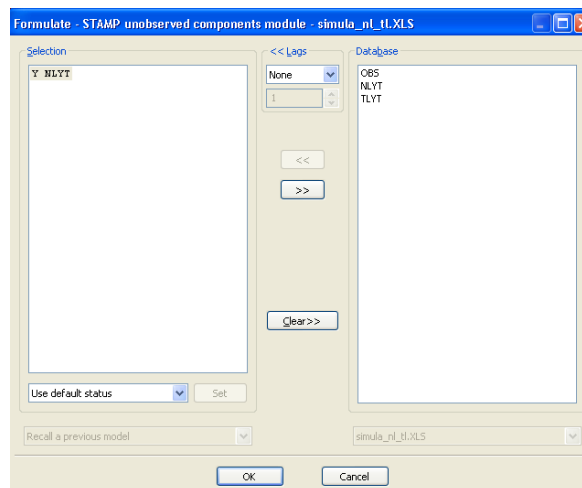 Formulate - STAMP unobserved components module - simula_nl_tl.XLS
Selection
Y NLYT
Use default status
Set
Recall a previous model
<< Lags
None
1
<<
>>
Clear>>
Database
OBS
NLYT
TLYT
simula_nl_tl.XLS
OK
Cancel